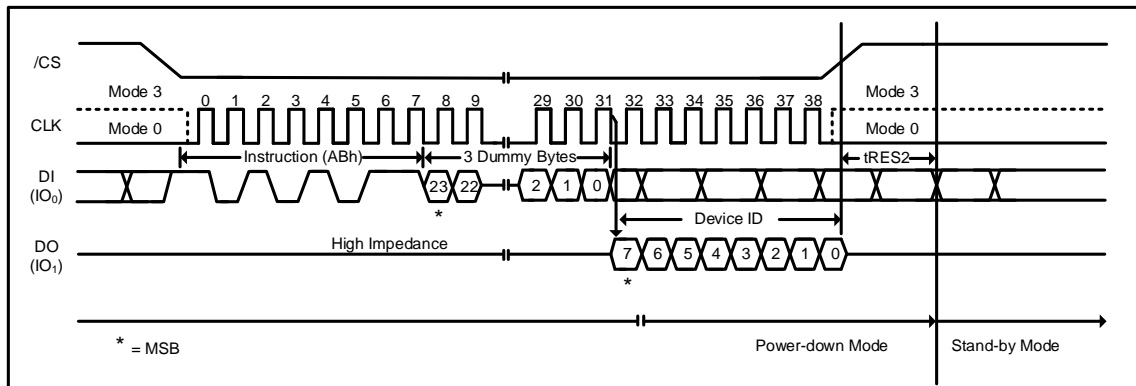 /CS
Mode 3
0 1 2 3 4 5 6 7 8 9 29 30 31 32 33 34 35 36 37 38
Mode 3
CLK
Mode 0
Mode 0
Instruction (ABh)
3 Dummy Bytes
tRES2
DI
(IO₀)
23 22 2 1 0
*
Device ID
DO
(IO₁)
High Impedance
7 6 5 4 3 2 1 0
*
* = MSB
Power-down Mode
Stand-by Mode